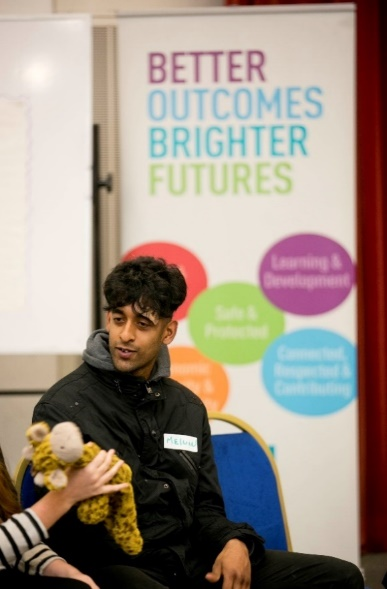 BETTER
OUTCOMES
BRIGHTER
FUTURES
Learning &
Development
Safe &
Protected
Connected,
Respected &
Contributing